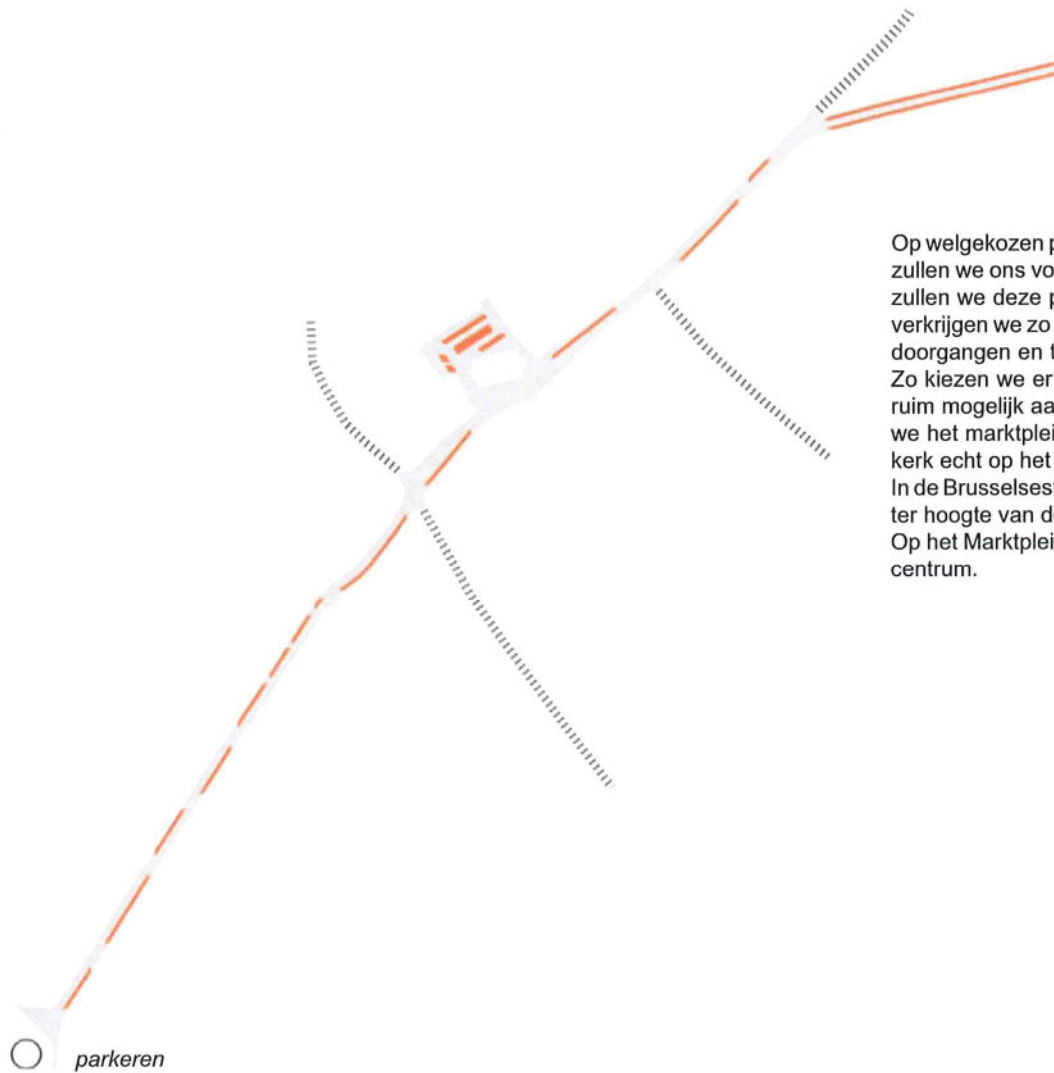 Op welgekozen p
zullen we ons vo
zullen we deze p
verkrijgen we zo
doorgangen en t
Zo kiezen we er
ruim mogelijk aa
we het marktplei
kerk echt op het
In de Brusselses
ter hoogte van d
Op het Marktplei
centrum.
parkeren